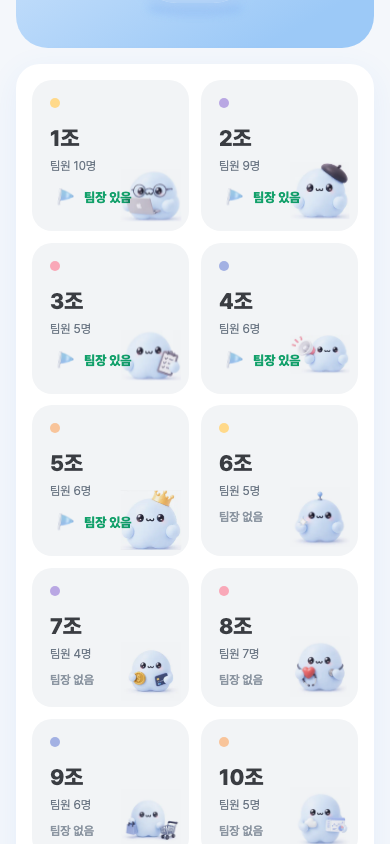 1조
팀원 10명
팀장 있음
2조
팀원 9명
팀장 있음
3조
팀원 5명
팀장 있음
4조
팀원 6명
팀장 있음
5조
팀원 6명
팀장 있음
6조
팀원 5명
팀장 없음
7조
팀원 4명
팀장 없음
8조
팀원 7명
팀장 없음
9조
팀원 6명
팀장 없음
10조
팀원 5명
팀장 없음